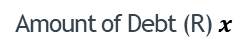 Amount of Debt (R) x